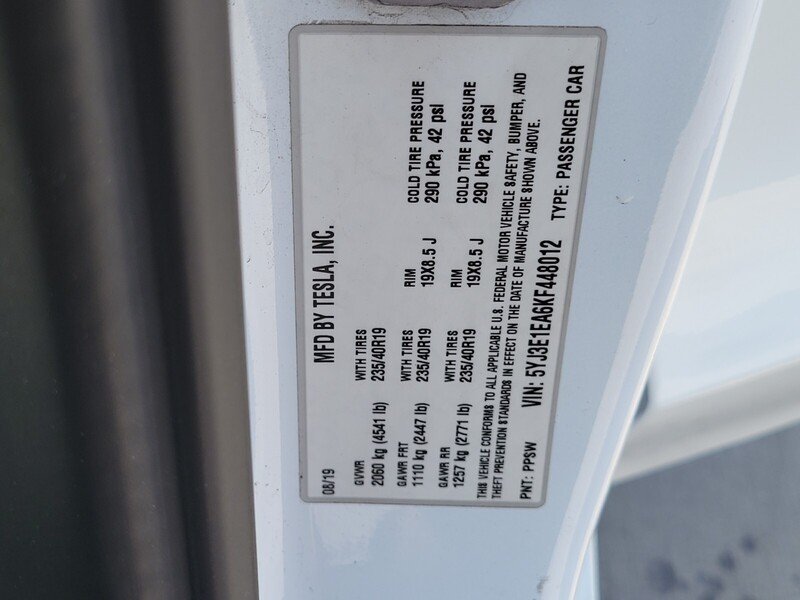 08/19 MFD BY TESLA, INC.
GVWR WITH TIRES
2060 kg (4541 lb) 235/40R19
GAWR FRT WITH TIRES RIM COLD TIRE PRESSURE
1110 kg (2447 lb) 235/40R19 19X8.5 J 290 kPa, 42 psi
GAWR RR WITH TIRES RIM COLD TIRE PRESSURE
1257 kg (2771 lb) 235/40R19 19X8.5 J 290 kPa, 42 psi
THIS VEHICLE CONFORMS TO ALL APPLICABLE U.S. FEDERAL MOTOR VEHICLE SAFETY, BUMPER, AND
THEFT PREVENTION STANDARDS IN EFFECT ON THE DATE OF MANUFACTURE SHOWN ABOVE.
PNT: PPSW VIN: 5YJ3E1EA6KF448012 TYPE: PASSENGER CAR